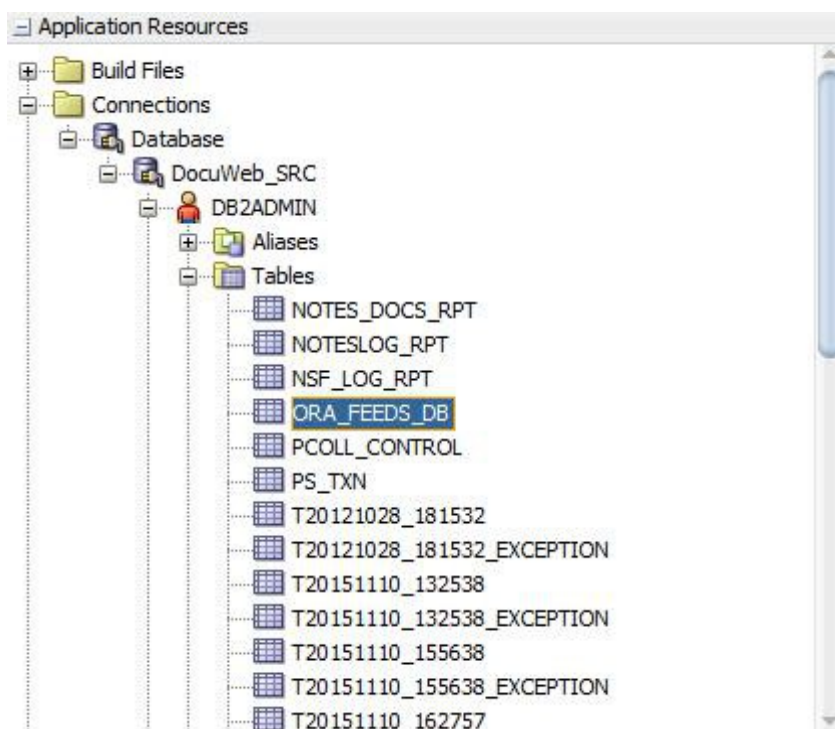 Application Resources
Build Files
Connections
Database
DocuWeb_SRC
DB2ADMIN
Aliases
Tables
NOTES_DOCS_RPT
NOTESLOG_RPT
NSF_LOG_RPT
ORA_FEEDS_DB
PCOLL_CONTROL
PS_TXN
T20121028_181532
T20121028_181532_EXCEPTION
T20151110_132538
T20151110_132538_EXCEPTION
T20151110_155638
T20151110_155638_EXCEPTION
T20151110_162757